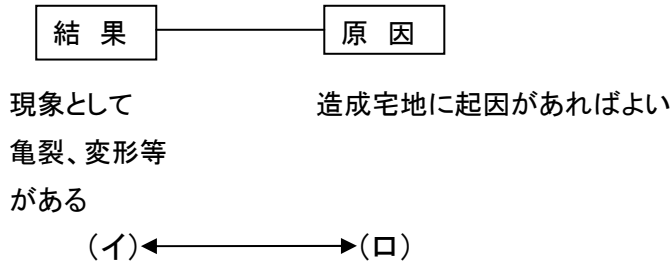 結 果 原 因
現象として 造成宅地に起因があればよい
亀裂、変形等
がある
(イ) (ロ)